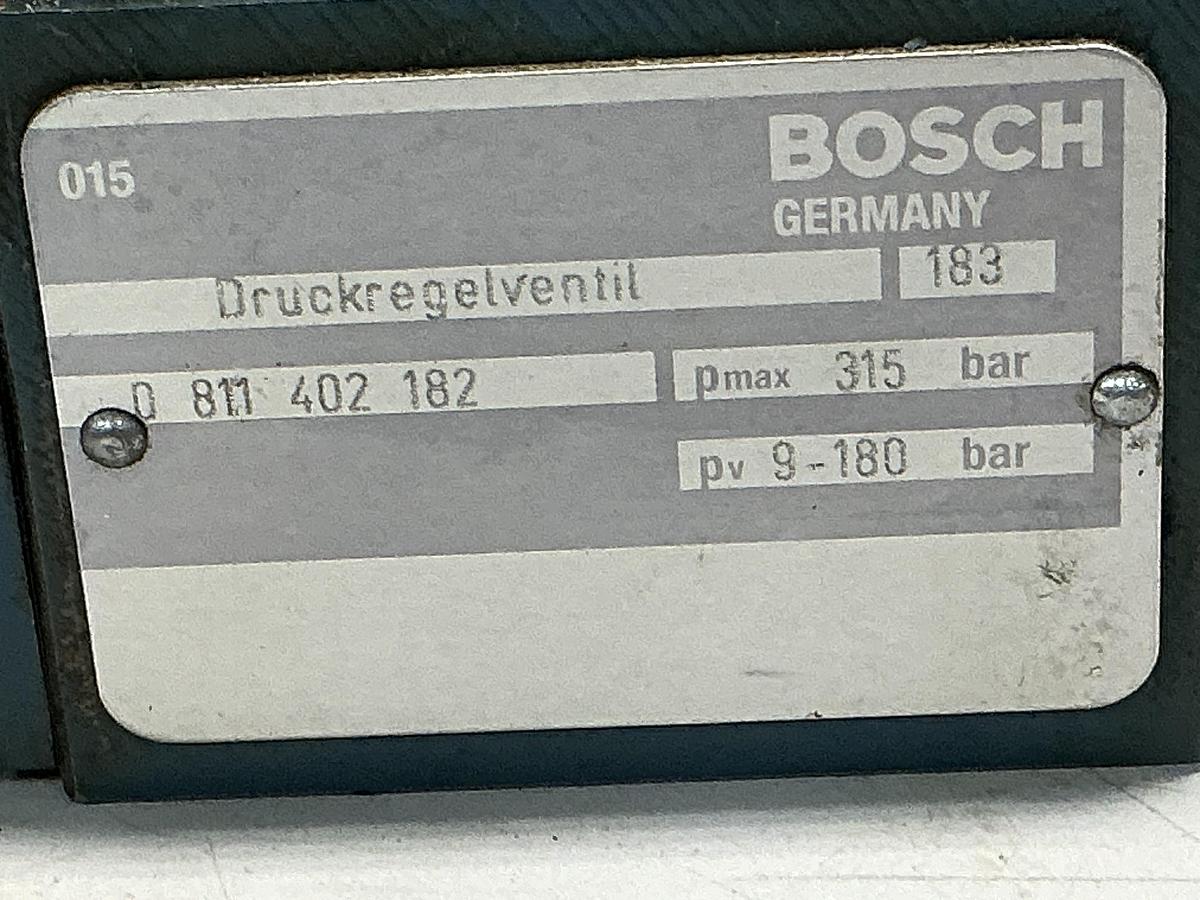 BOSCH
015
GERMANY
Druckregelventil 183
0 811 402 182 pmax 315 bar
pv 9-180 bar